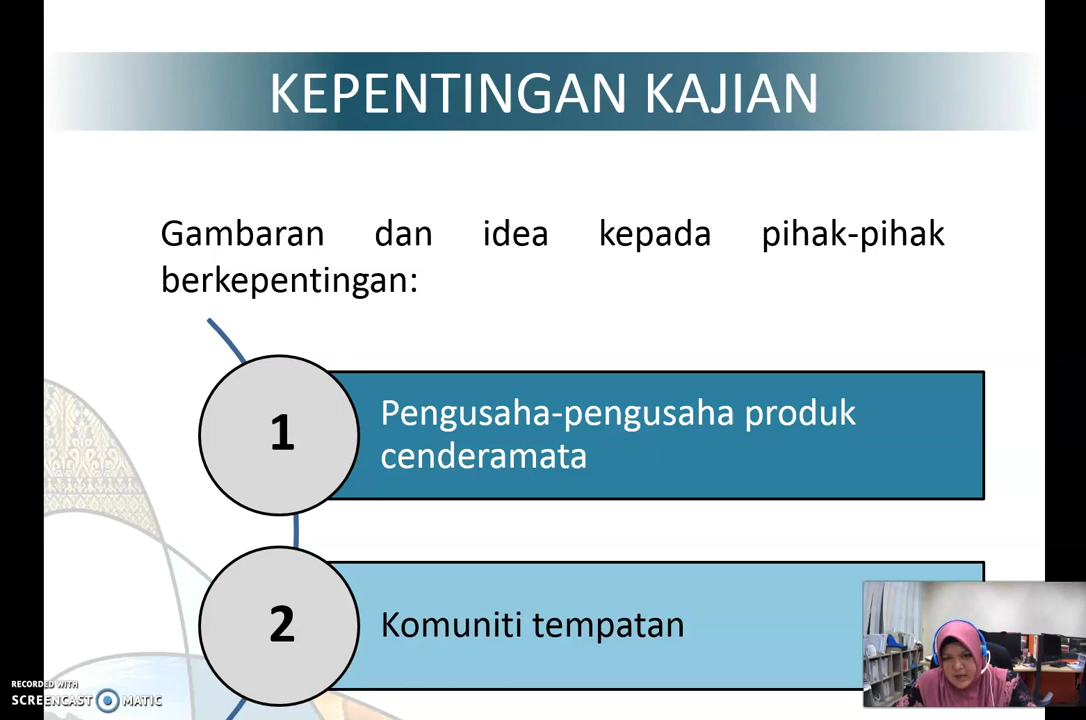 KEPENTINGAN KAJIAN
Gambaran dan idea kepada pihak-pihak
berkepentingan:
1
Pengusaha-pengusaha produk
cenderamata
2
Komuniti tempatan
RECORDED WITH
SCREENCAST MATIC